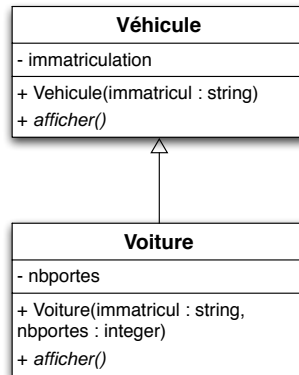 Véhicule
- immatriculation
+ Vehicule(immatricul : string)
+ afficher()
Voiture
- nbportes
+ Voiture(immatricul : string,
nbportes : integer)
+ afficher()